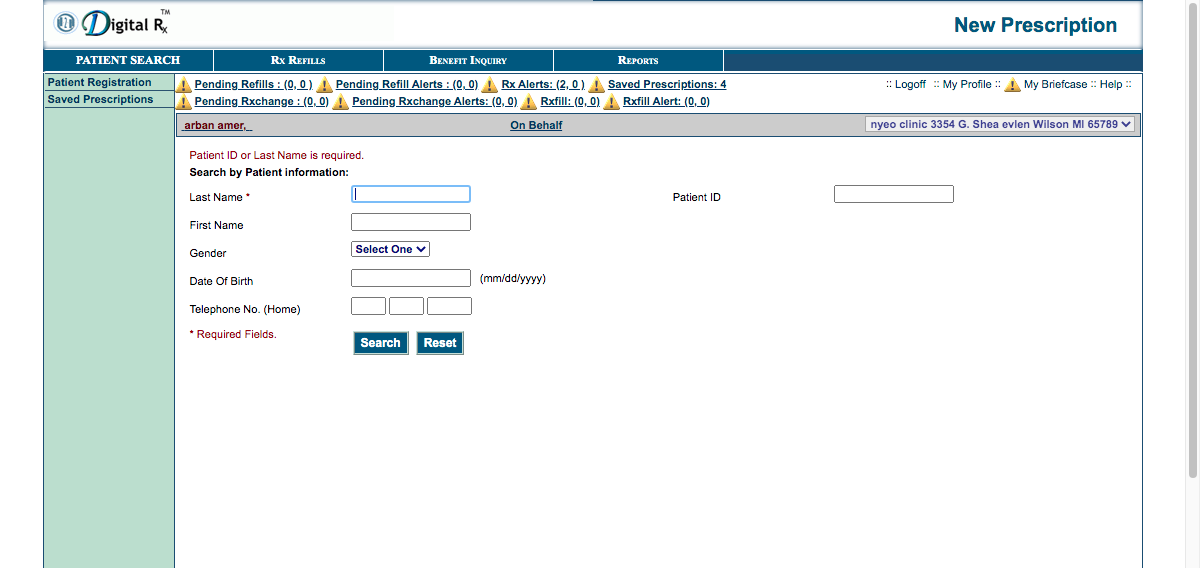 Digital Rx TM
New Prescription
PATIENT SEARCH RX REFILLS BENEFIT INQUIRY REPORTS
Patient Registration
Saved Prescriptions
Pending Refills : (0, 0 ) Pending Refill Alerts : (0, 0) Rx Alerts: (2, 0 ) Saved Prescriptions: 4
:: Logoff :: My Profile :: My Briefcase :: Help ::
Pending Rxchange : (0, 0) Pending Rxchange Alerts: (0, 0) Rxfill: (0, 0) Rxfill Alert: (0, 0)
arban amer, On Behalf nyeo clinic 3354 G. Shea evlen Wilson MI 65789
Patient ID or Last Name is required.
Search by Patient information:
Last Name * Patient ID
First Name
Gender Select One
Date Of Birth (mm/dd/yyyy)
Telephone No. (Home)
* Required Fields.
Search Reset